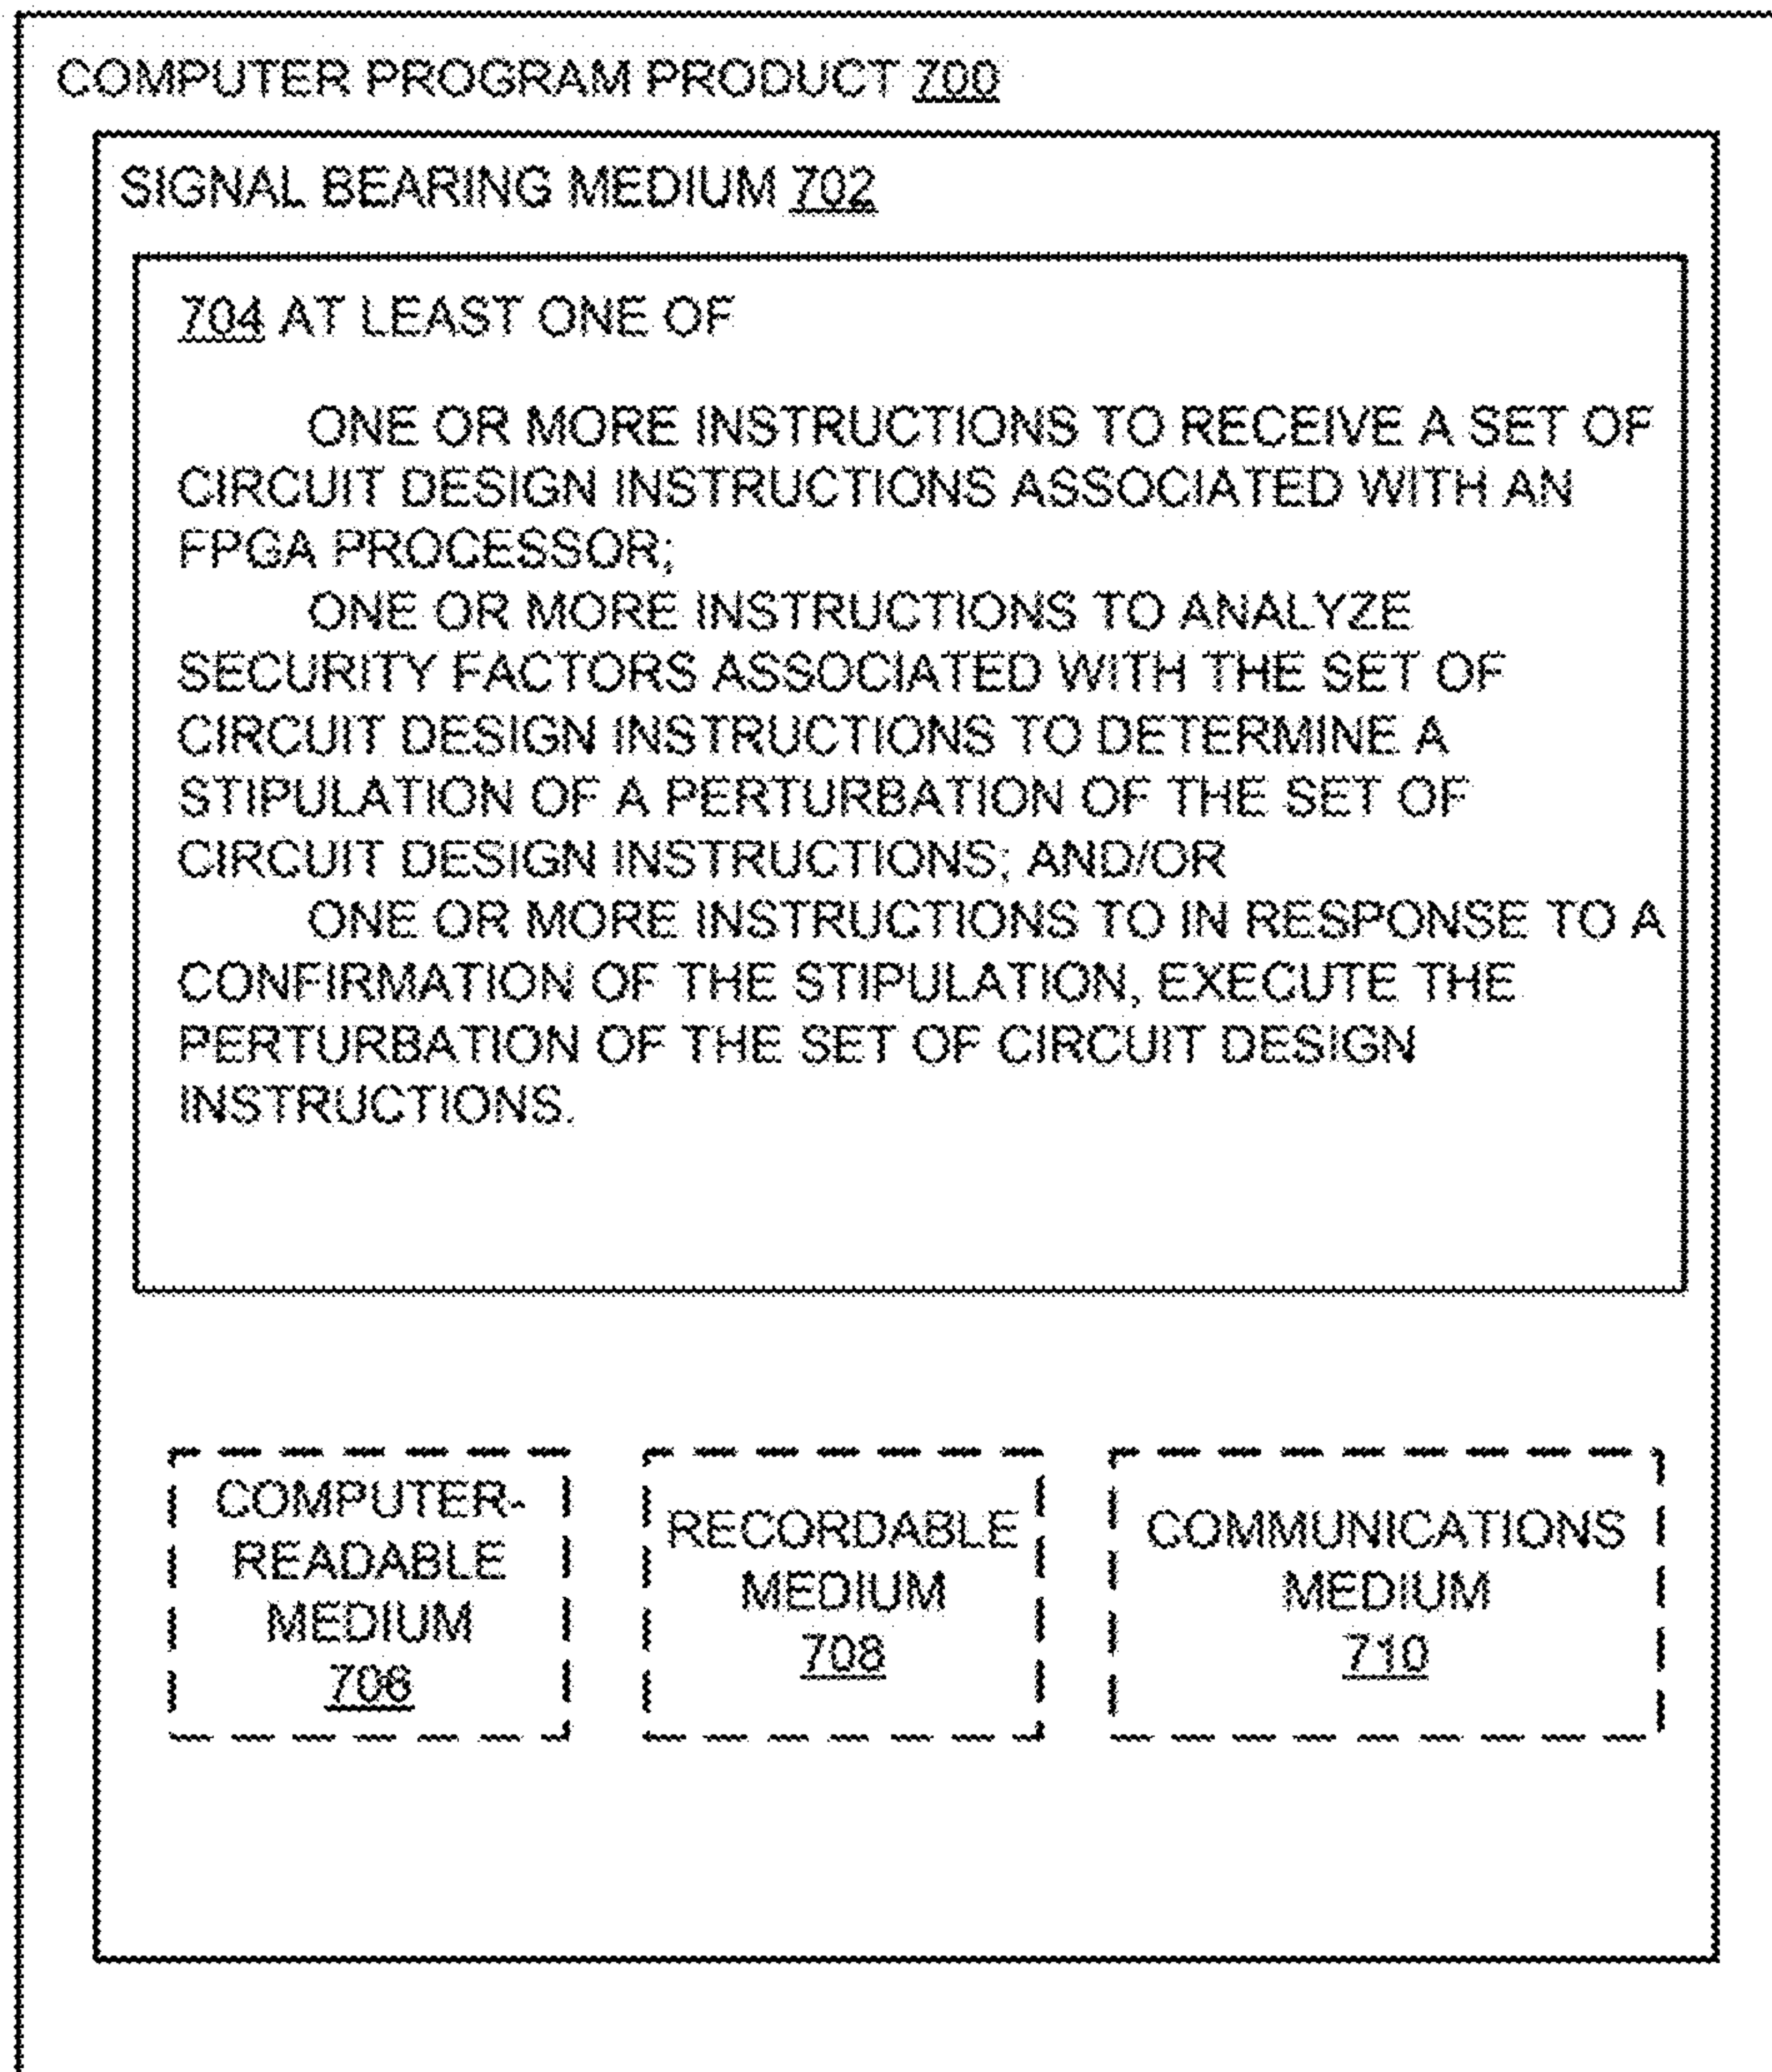 COMPUTER PROGRAM PRODUCT 700
SIGNAL BEARING MEDIUM 702
704 AT LEAST ONE OF
ONE OR MORE INSTRUCTIONS TO RECEIVE A SET OF
CIRCUIT DESIGN INSTRUCTIONS ASSOCIATED WITH AN
FPGA PROCESSOR;
ONE OR MORE INSTRUCTIONS TO ANALYZE
SECURITY FACTORS ASSOCIATED WITH THE SET OF
CIRCUIT DESIGN INSTRUCTIONS TO DETERMINE A
STIPULATION OF A PERTURBATION OF THE SET OF
CIRCUIT DESIGN INSTRUCTIONS; AND/OR
ONE OR MORE INSTRUCTIONS TO IN RESPONSE TO A
CONFIRMATION OF THE STIPULATION, EXECUTE THE
PERTURBATION OF THE SET OF CIRCUIT DESIGN
INSTRUCTIONS.
COMPUTER-
READABLE
MEDIUM
706
RECORDABLE
MEDIUM
708
COMMUNICATIONS
MEDIUM
710